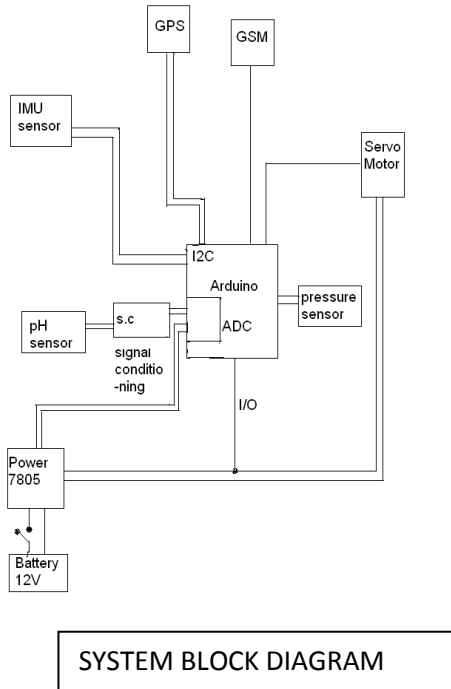 GPS
GSM
IMU
sensor
Servo
Motor
I2C
Arduino
pressure
sensor
s.c
ADC
pH
sensor
signal
conditio
-ning
I/O
Power
7805
Battery
12V
SYSTEM BLOCK DIAGRAM